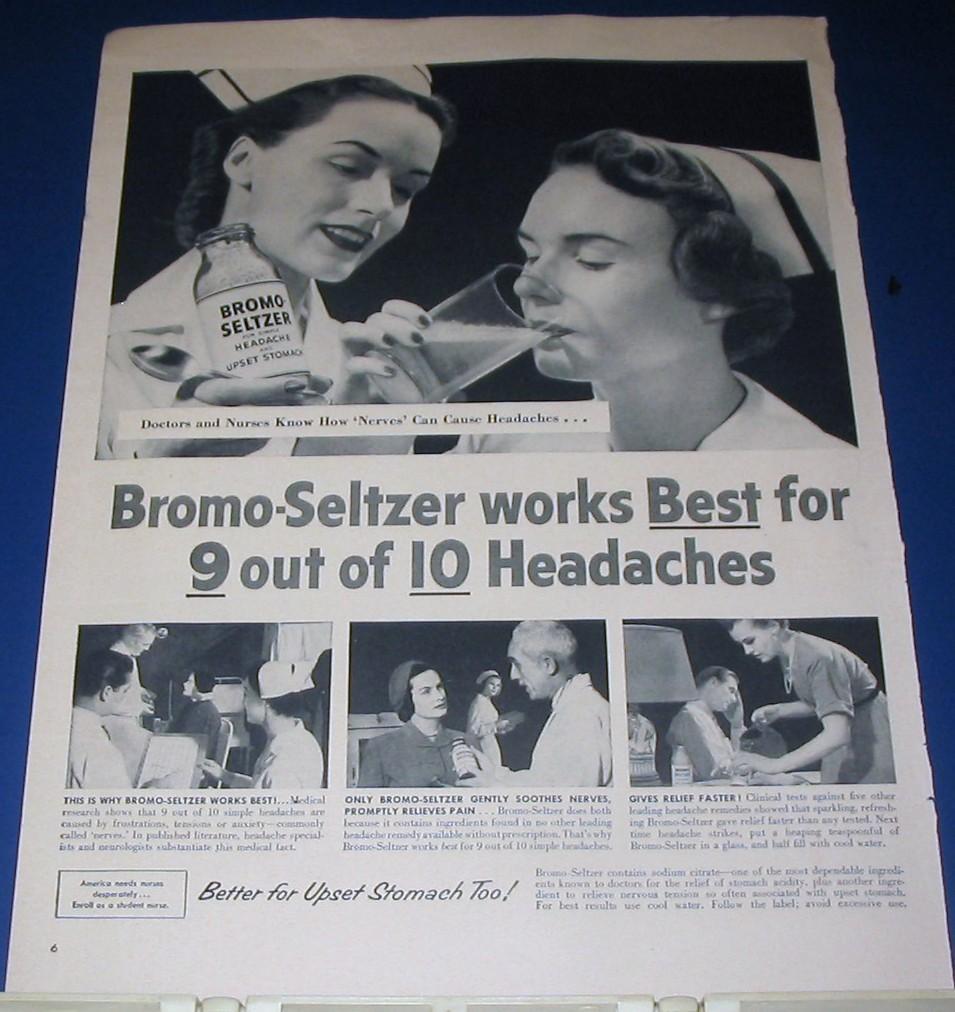 BROMO-
SELTZER
FOR SIMPLE
HEADACHE
AND
UPSET STOMACH
Doctors and Nurses Know How 'Nerves' Can Cause Headaches . . .
Bromo-Seltzer works Best for
9 out of 10 Headaches
THIS IS WHY BROMO-SELTZER WORKS BEST!...Medical
research shows that 9 out of 10 simple headaches are
caused by frustrations, tensions or anxiety—commonly
called 'nerves.' In published literature, headache special-
ists and neurologists substantiate this medical fact.
ONLY BROMO-SELTZER GENTLY SOOTHES NERVES,
PROMPTLY RELIEVES PAIN . . . Bromo-Seltzer does both
because it contains ingredients found in no other leading
headache remedy available without prescription. That's why
Bromo-Seltzer works best for 9 out of 10 simple headaches.
GIVES RELIEF FASTER! Clinical tests against five other
leading headache remedies showed that sparkling, refresh-
ing Bromo-Seltzer gave relief faster than any tested. Next
time headache strikes, put a heaping teaspoonful of
Bromo-Seltzer in a glass, and half fill with cool water.
America needs nurses
desperately...
Enroll as a student nurse.
Better for Upset Stomach Too!
Bromo-Seltzer contains sodium citrate—one of the most dependable ingredi-
ents known to doctors for the relief of stomach acidity, plus another ingre-
dient to relieve nervous tension so often associated with upset stomach.
For best results use cool water. Follow the label; avoid excessive use.
6